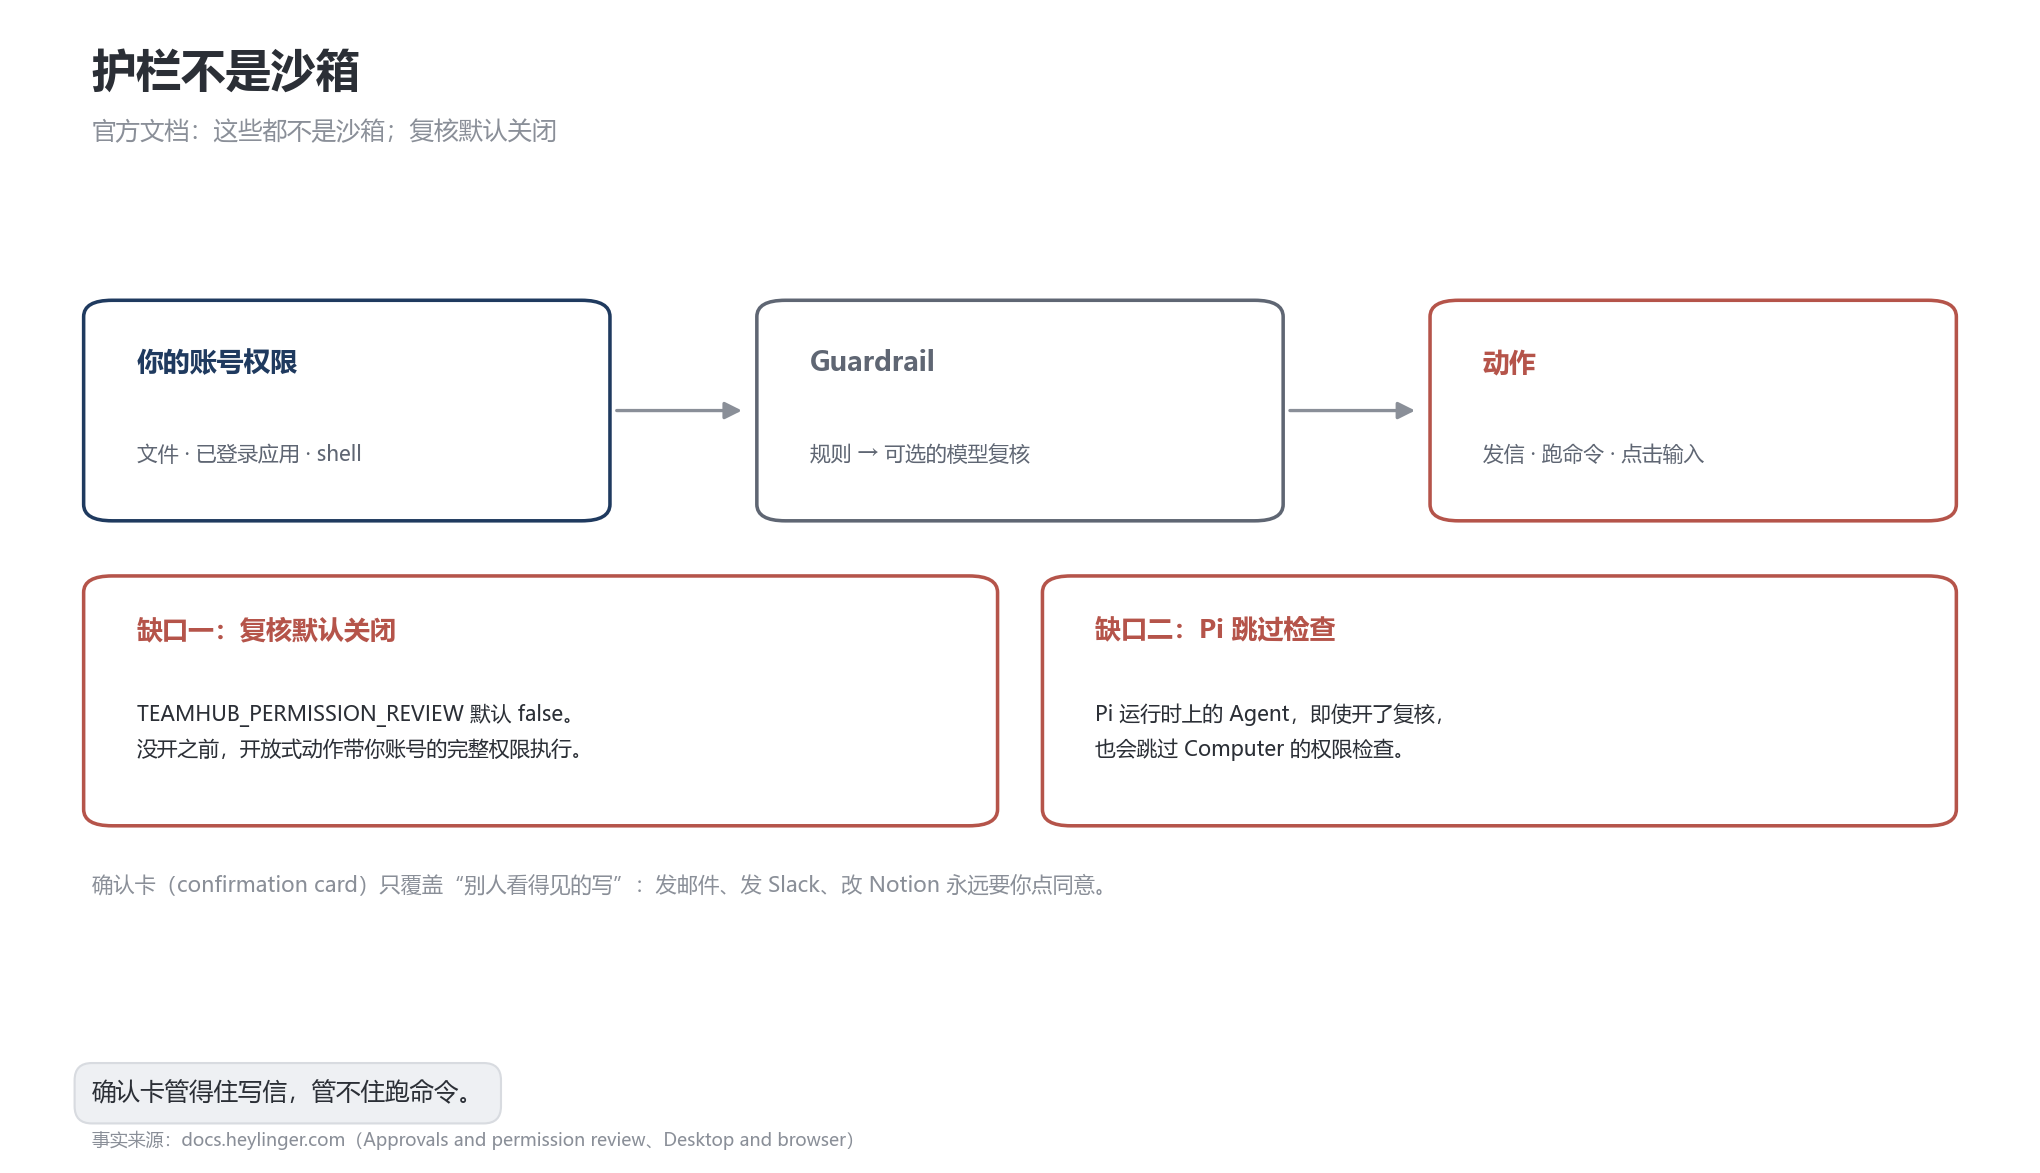 护栏不是沙箱
官方文档：这些都不是沙箱；复核默认关闭
你的账号权限
文件 · 已登录应用 · shell
Guardrail
规则 → 可选的模型复核
动作
发信 · 跑命令 · 点击输入
缺口一：复核默认关闭
TEAMHUB_PERMISSION_REVIEW 默认 false。
没开之前，开放式动作带你账号的完整权限执行。
缺口二：Pi 跳过检查
Pi 运行时上的 Agent，即使开了复核，
也会跳过 Computer 的权限检查。
确认卡（confirmation card）只覆盖“别人看得见的写”：发邮件、发 Slack、改 Notion 永远要你点同意。
确认卡管得住写信，管不住跑命令。
事实来源：docs.heylinger.com（Approvals and permission review、Desktop and browser）